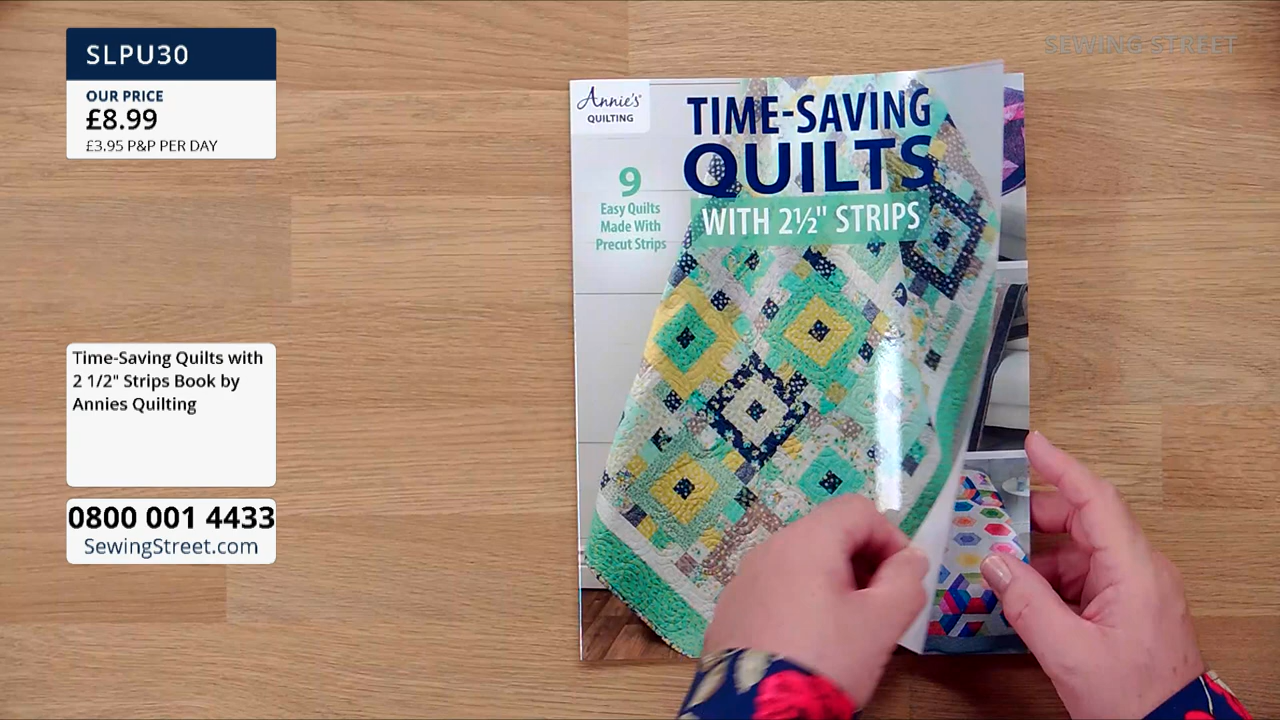 SLPU30
OUR PRICE
£8.99
£3.95 P&P PER DAY
Time-Saving Quilts with
2 1/2" Strips Book by
Annies Quilting
0800 001 4433
SewingStreet.com
SEWING STREET
Annie's®
QUILTING
TIME-SAVING
QUILTS
WITH 2½" STRIPS
9
Easy Quilts
Made With
Precut Strips